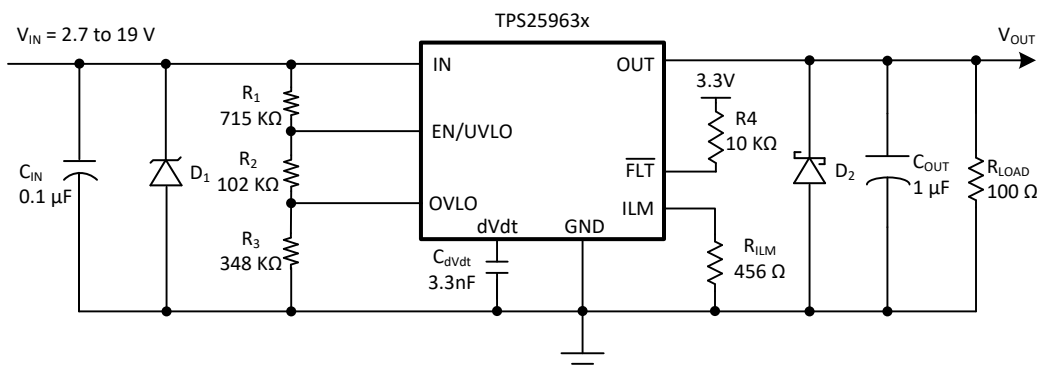 TPS25963x
V_IN = 2.7 to 19 V
V_OUT
IN
OUT
3.3V
R_1
715 KΩ
R4
10 KΩ
EN/UVLO
R_2
102 KΩ
C_IN
0.1 µF
D_1
FLT
D_2
C_OUT
1 µF
R_LOAD
100 Ω
OVLO
ILM
dVdt
GND
R_3
348 KΩ
C_dVdt
3.3nF
R_ILM
456 Ω